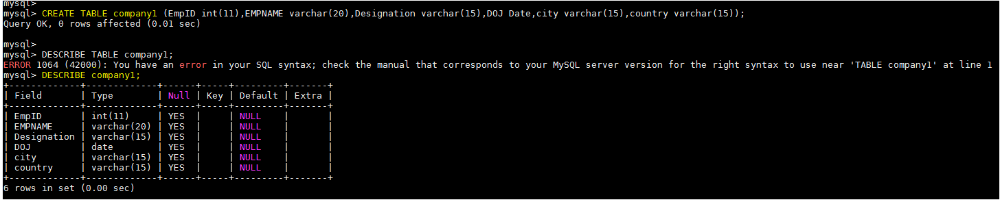 mysql>
mysql> CREATE TABLE company1 (EmpID int(11),EMPNAME varchar(20),Designation varchar(15),DOJ Date,city varchar(15),country varchar(15));
Query OK, 0 rows affected (0.01 sec)
mysql>
mysql> DESCRIBE TABLE company1;
ERROR 1064 (42000): You have an error in your SQL syntax; check the manual that corresponds to your MySQL server version for the right syntax to use near 'TABLE company1' at line 1
mysql> DESCRIBE company1;
+-------------+-------------+------+-----+---------+-------+
| Field       | Type        | Null | Key | Default | Extra |
+-------------+-------------+------+-----+---------+-------+
| EmpID       | int(11)     | YES  |     | NULL    |       |
| EMPNAME     | varchar(20) | YES  |     | NULL    |       |
| Designation | varchar(15) | YES  |     | NULL    |       |
| DOJ         | date        | YES  |     | NULL    |       |
| city        | varchar(15) | YES  |     | NULL    |       |
| country     | varchar(15) | YES  |     | NULL    |       |
+-------------+-------------+------+-----+---------+-------+
6 rows in set (0.00 sec)